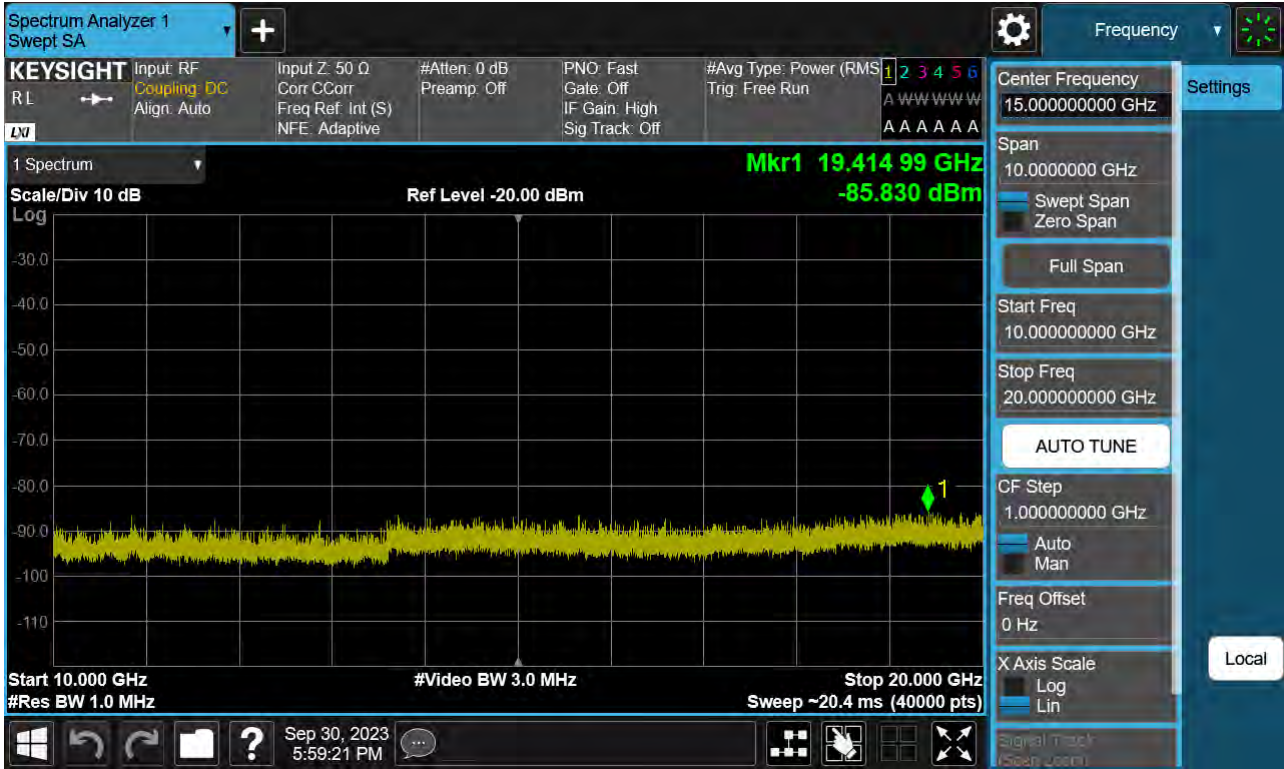 Spectrum Analyzer 1
Swept SA
Frequency
KEYSIGHT
R L
LXI
Input: RF
Coupling: DC
Align: Auto
Input Z: 50 Ω
Corr CCorr
Freq Ref: Int (S)
NFE: Adaptive
#Atten: 0 dB
Preamp: Off
PNO: Fast
Gate: Off
IF Gain: High
Sig Track: Off
#Avg Type: Power (RMS
Trig: Free Run
1 2 3 4 5 6
A W W W W W
A A A A A A
1 Spectrum
Scale/Div 10 dB
Log
Ref Level -20.00 dBm
Mkr1 19.414 99 GHz
-85.830 dBm
-30.0
-40.0
-50.0
-60.0
-70.0
-80.0
-90.0
-100
-110
1
Start 10.000 GHz
#Res BW 1.0 MHz
#Video BW 3.0 MHz
Stop 20.000 GHz
Sweep ~20.4 ms (40000 pts)
Center Frequency
15.000000000 GHz
Span
10.0000000 GHz
Swept Span
Zero Span
Full Span
Start Freq
10.000000000 GHz
Stop Freq
20.000000000 GHz
AUTO TUNE
CF Step
1.000000000 GHz
Auto
Man
Freq Offset
0 Hz
X Axis Scale
Log
Lin
Signal Track
(Span Zoom)
Settings
Local
?
Sep 30, 2023
5:59:21 PM